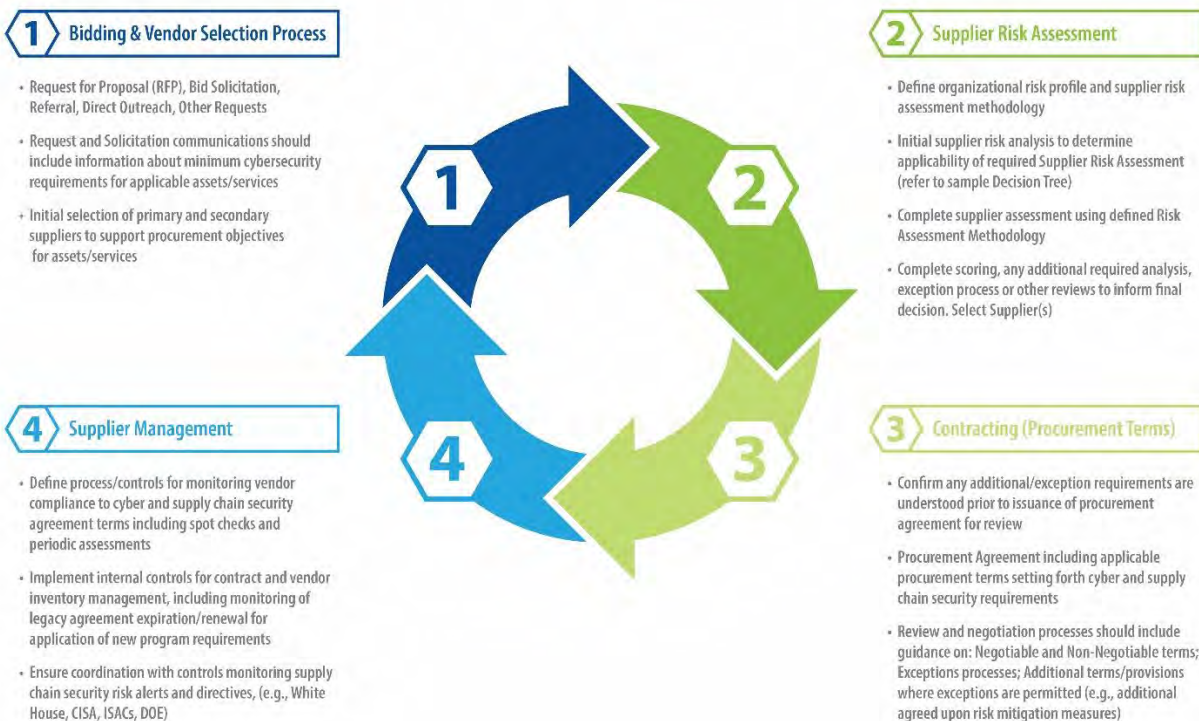 1 Bidding & Vendor Selection Process
• Request for Proposal (RFP), Bid Solicitation,
Referral, Direct Outreach, Other Requests
• Request and Solicitation communications should
include information about minimum cybersecurity
requirements for applicable assets/services
• Initial selection of primary and secondary
suppliers to support procurement objectives
for assets/services
2 Supplier Risk Assessment
• Define organizational risk profile and supplier risk
assessment methodology
• Initial supplier risk analysis to determine
applicability of required Supplier Risk Assessment
(refer to sample Decision Tree)
• Complete supplier assessment using defined Risk
Assessment Methodology
• Complete scoring, any additional required analysis,
exception process or other reviews to inform final
decision. Select Supplier(s)
1
2
4
3
4 Supplier Management
• Define process/controls for monitoring vendor
compliance to cyber and supply chain security
agreement terms including spot checks and
periodic assessments
• Implement internal controls for contract and vendor
inventory management, including monitoring of
legacy agreement expiration/renewal for
application of new program requirements
• Ensure coordination with controls monitoring supply
chain security risk alerts and directives, (e.g., White
House, CISA, ISACs, DOE)
3 Contracting (Procurement Terms)
• Confirm any additional/exception requirements are
understood prior to issuance of procurement
agreement for review
• Procurement Agreement including applicable
procurement terms setting forth cyber and supply
chain security requirements
• Review and negotiation processes should include
guidance on: Negotiable and Non-Negotiable terms;
Exceptions processes; Additional terms/provisions
where exceptions are permitted (e.g., additional
agreed upon risk mitigation measures)